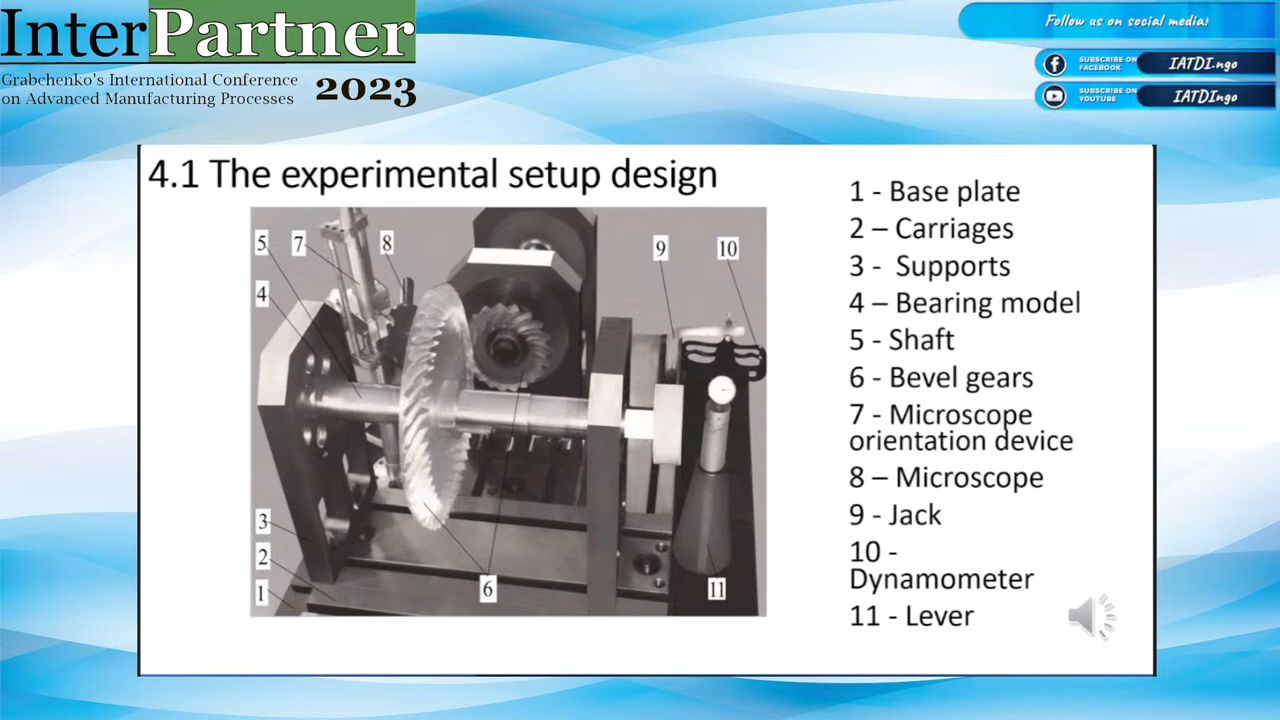 InterPartner
Grabchenko's International Conference
on Advanced Manufacturing Processes
2023
Follow us on social media!
SUBSCRIBE ON
FACEBOOK
IATDI.ngo
SUBSCRIBE ON
YOUTUBE
IATDIngo
4.1 The experimental setup design
5
7
8
9
10
4
3
2
1
6
11
1 - Base plate
2 – Carriages
3 -  Supports
4 – Bearing model
5 - Shaft
6 - Bevel gears
7 - Microscope
orientation device
8 – Microscope
9 - Jack
10 -
Dynamometer
11 - Lever